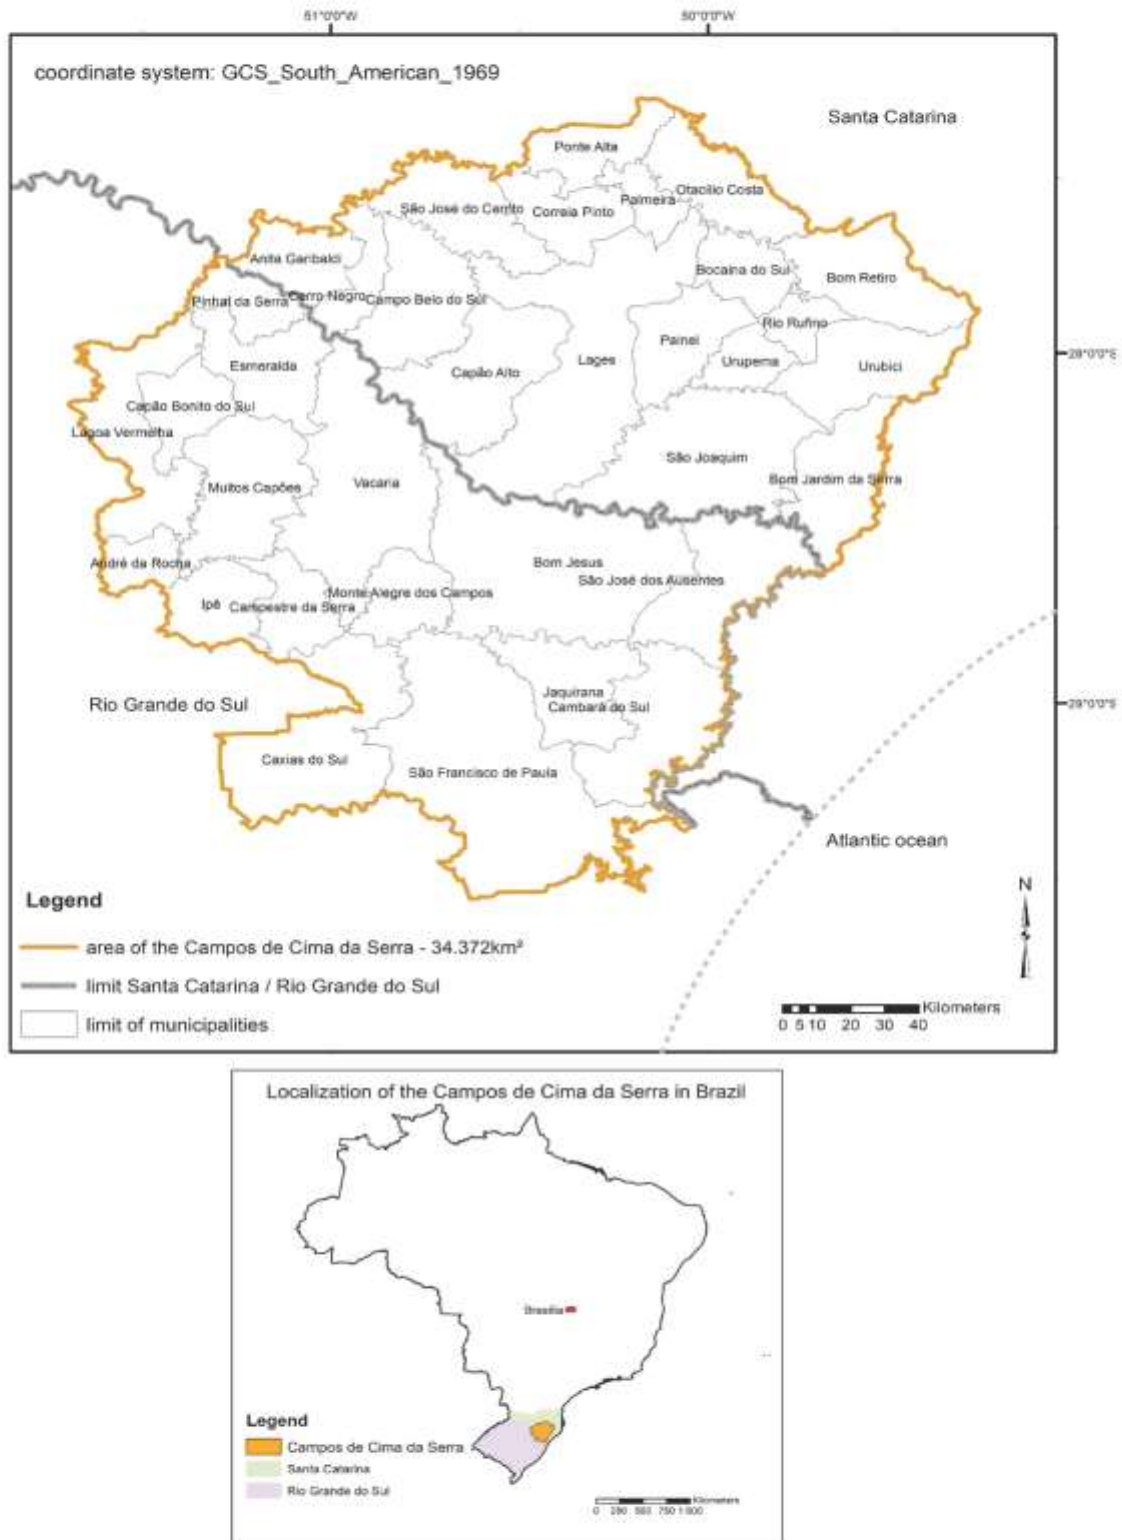 51°0'0"W
50°0'0"W
coordinate system: GCS_South_American_1969
Santa Catarina
Ponte Alta
Otacílio Costa
Palmeira
São José do Cerrito
Correia Pinto
Anita Garibaldi
Bocaina do Sul
Bom Retiro
Pinhal da Serra
Cerro Negro
Campo Belo do Sul
Rio Rufino
Painel
Lages
Urupema
Urubici
28°0'0"S
Esmeralda
Capão Alto
Capão Bonito do Sul
Lagoa Vermelha
São Joaquim
Bom Jardim da Serra
Muitos Capões
Vacaria
André da Rocha
Bom Jesus
São José dos Ausentes
Monte Alegre dos Campos
Ipê
Campestre da Serra
Jaquirana
Cambará do Sul
Rio Grande do Sul
29°0'0"S
Caxias do Sul
São Francisco de Paula
Atlantic ocean
Legend
N
area of the Campos de Cima da Serra - 34.372km²
limit Santa Catarina / Rio Grande do Sul
limit of municipalities
Kilometers
0 5 10 20 30 40
Localization of the Campos de Cima da Serra in Brazil
Brasília
Legend
Campos de Cima da Serra
Santa Catarina
Rio Grande do Sul
Kilometers
0 250 500 750 1 000